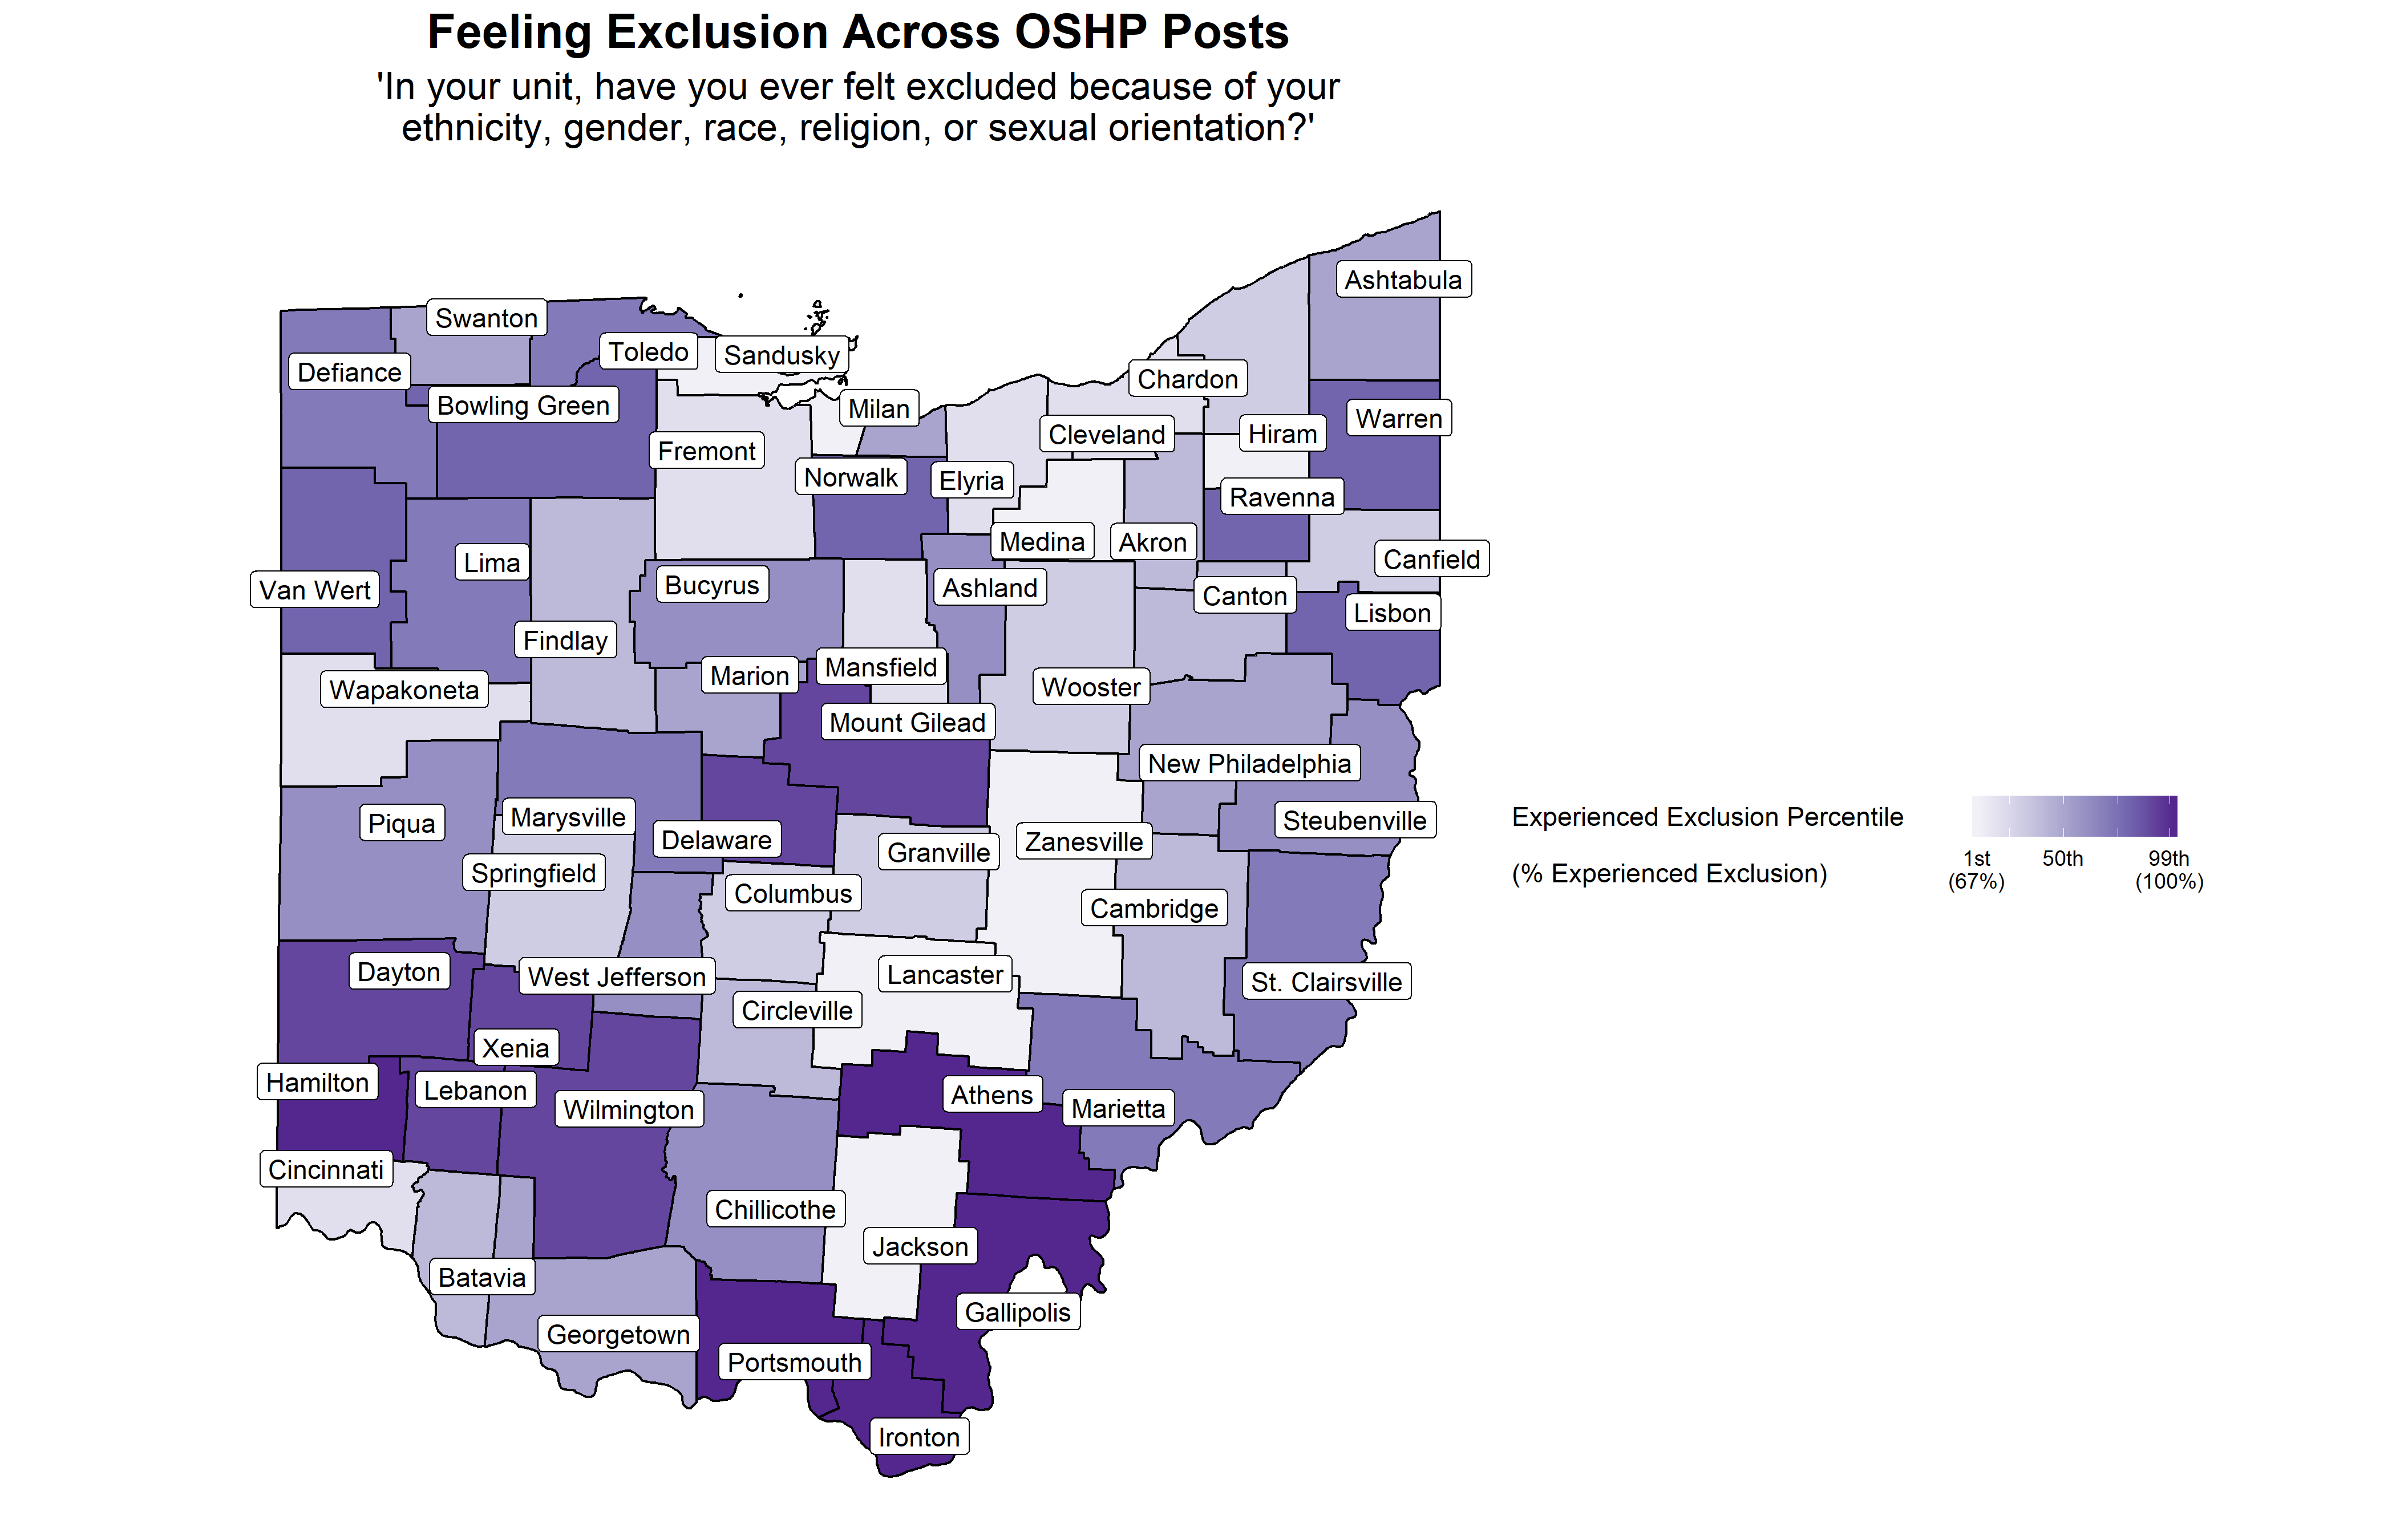 Feeling Exclusion Across OSHP Posts
'In your unit, have you ever felt excluded because of your
ethnicity, gender, race, religion, or sexual orientation?'
Ashtabula
Swanton
Toledo
Sandusky
Defiance
Chardon
Bowling Green
Milan
Warren
Cleveland
Hiram
Fremont
Norwalk
Elyria
Ravenna
Medina
Akron
Canfield
Lima
Van Wert
Bucyrus
Ashland
Canton
Lisbon
Findlay
Mansfield
Marion
Wapakoneta
Wooster
Mount Gilead
New Philadelphia
Marysville
Piqua
Steubenville
Delaware
Zanesville
Granville
Springfield
Columbus
Cambridge
Dayton
West Jefferson
Lancaster
St. Clairsville
Circleville
Xenia
Hamilton
Lebanon
Athens
Wilmington
Marietta
Cincinnati
Chillicothe
Jackson
Batavia
Gallipolis
Georgetown
Portsmouth
Ironton
Experienced Exclusion Percentile
(% Experienced Exclusion)
1st 50th 99th
(67%) (100%)